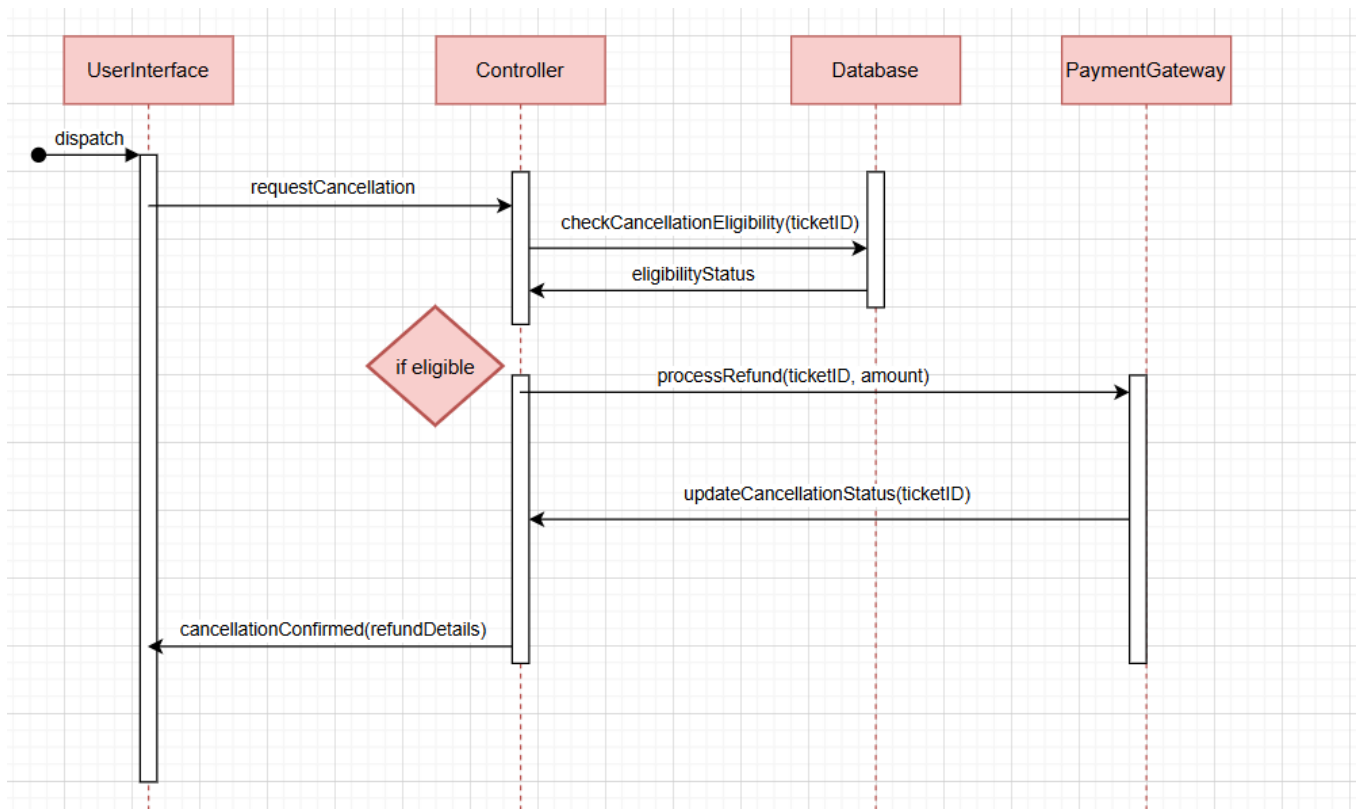 UserInterface
Controller
Database
PaymentGateway
dispatch
requestCancellation
checkCancellationEligibility(ticketID)
eligibilityStatus
if eligible
processRefund(ticketID, amount)
updateCancellationStatus(ticketID)
cancellationConfirmed(refundDetails)